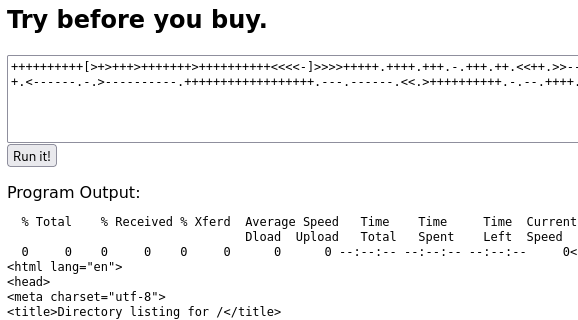 Try before you buy.
++++++++++[>+>+++>+++++++>++++++++++<<<<-]>>>>+++++.++++.+++.-.+++.++.<<++.>>--
+.<------.-.>----------.++++++++++++++++++.---.------.<<.>++++++++++.-.--.++++.
Run it!
Program Output:
  % Total    % Received % Xferd  Average Speed   Time    Time     Time  Current
                                 Dload  Upload   Total   Spent    Left  Speed
  0     0    0     0    0     0      0      0 --:--:-- --:--:-- --:--:--     0<
<html lang="en">
<head>
<meta charset="utf-8">
<title>Directory listing for /</title>